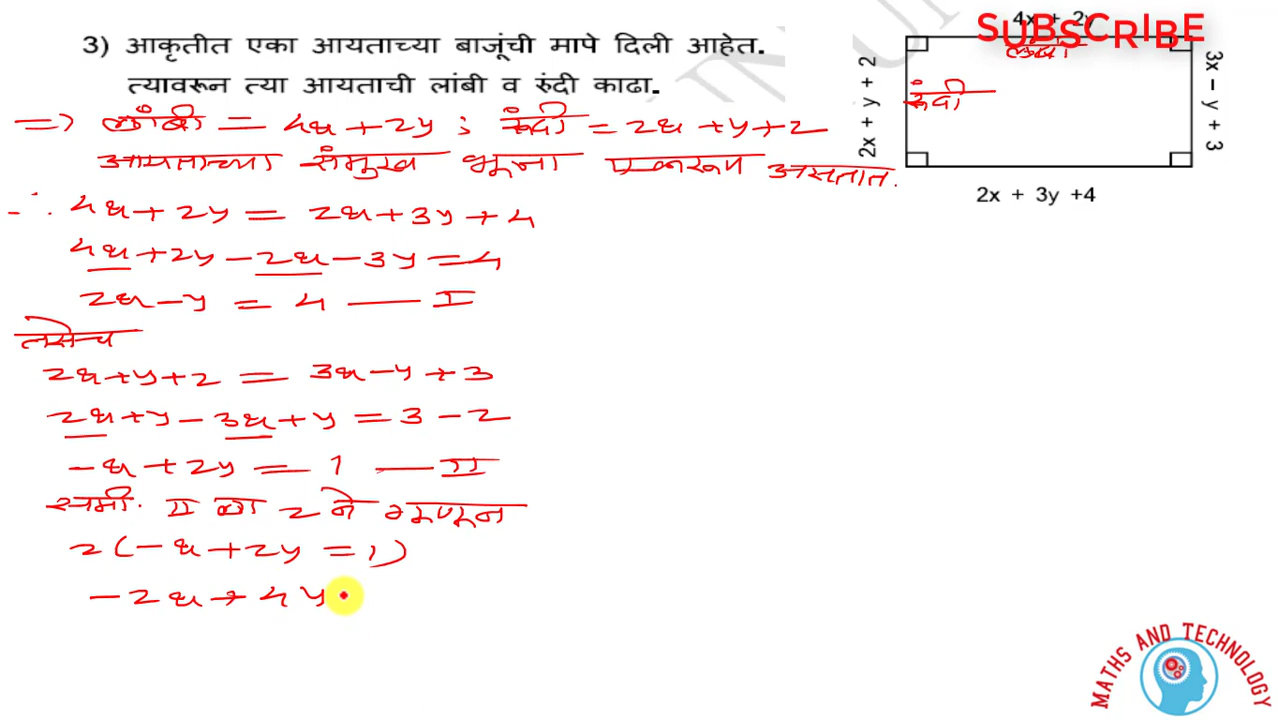 3) आकृतीत एका आयताच्या बाजूंची मापे दिली आहेत.
त्यावरून त्या आयताची लांबी व रुंदी काढा.
=> लांबी = 4x + 2y ; रुंदी = 2x + y + 2
आयताच्या संमुख भूजा एकरूप असतात.
∴ 4x + 2y = 2x + 3y + 4
4x + 2y - 2x - 3y = 4
2x - y = 4 — I
तसेच
2x + y + 2 = 3x - y + 3
2x + y - 3x + y = 3 - 2
-x + 2y = 1 — II
समी. II ला 2 ने गुणून
2 (-x + 2y = 1)
-2x + 4y
4x + 2y
SUBSCRIBE
लांबी
रुंदी
2x + y + 2
3x – y + 3
2x + 3y +4
MATHS AND TECHNOLOGY